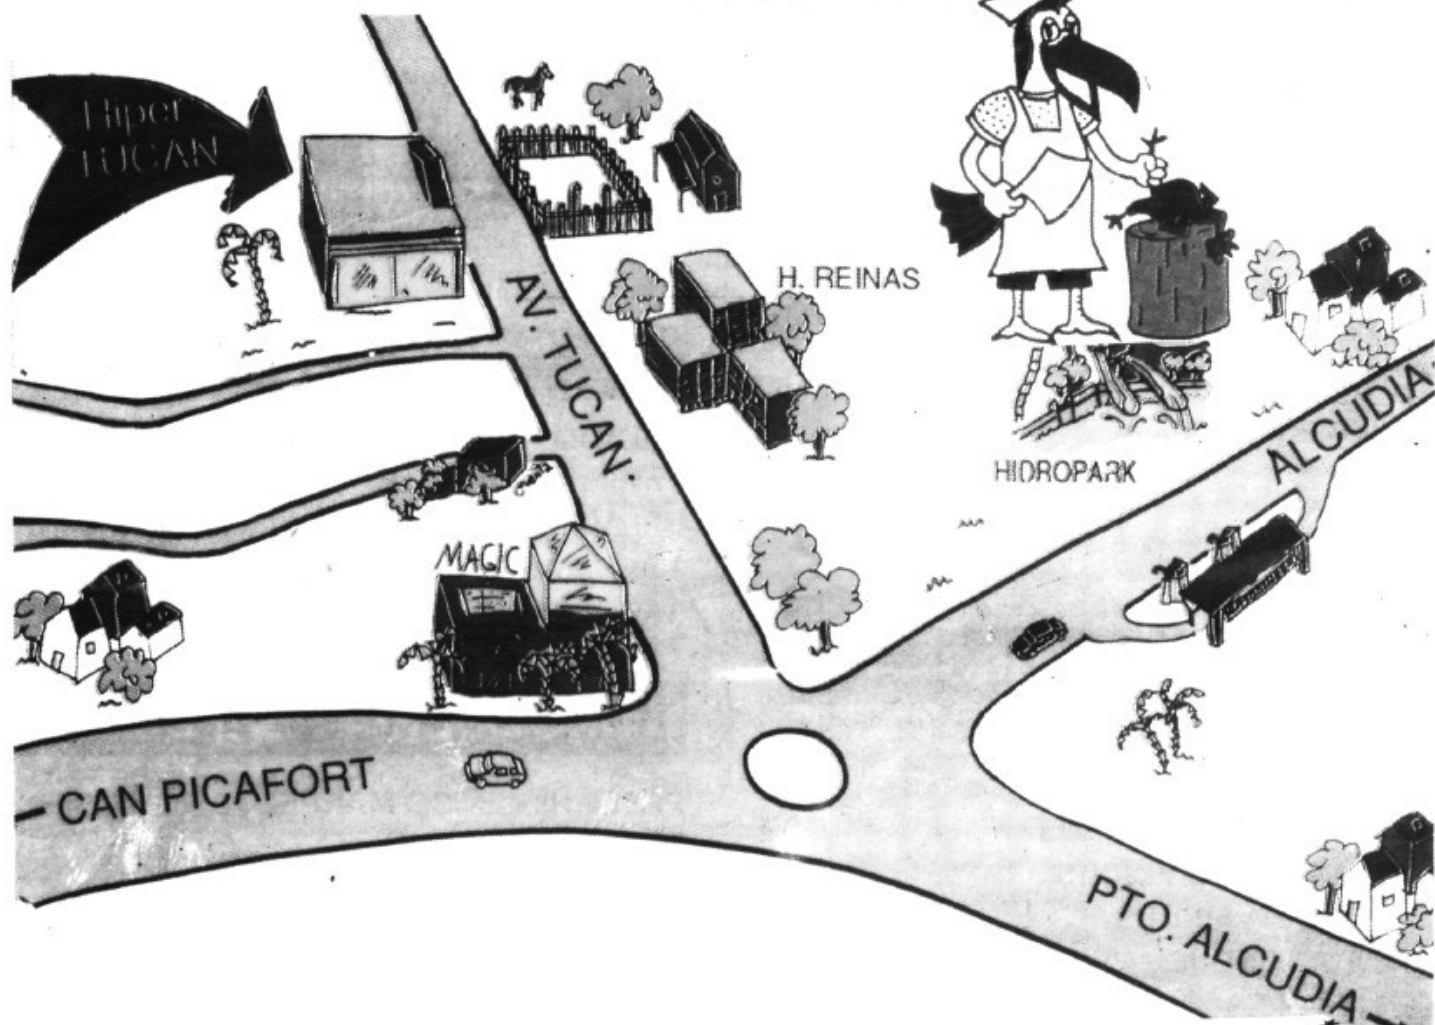 Hiper
TUCAN
H. REINAS
AV. TUCAN
HIDROPARK
ALCUDIA
MAGIC
CAN PICAFORT
PTO. ALCUDIA